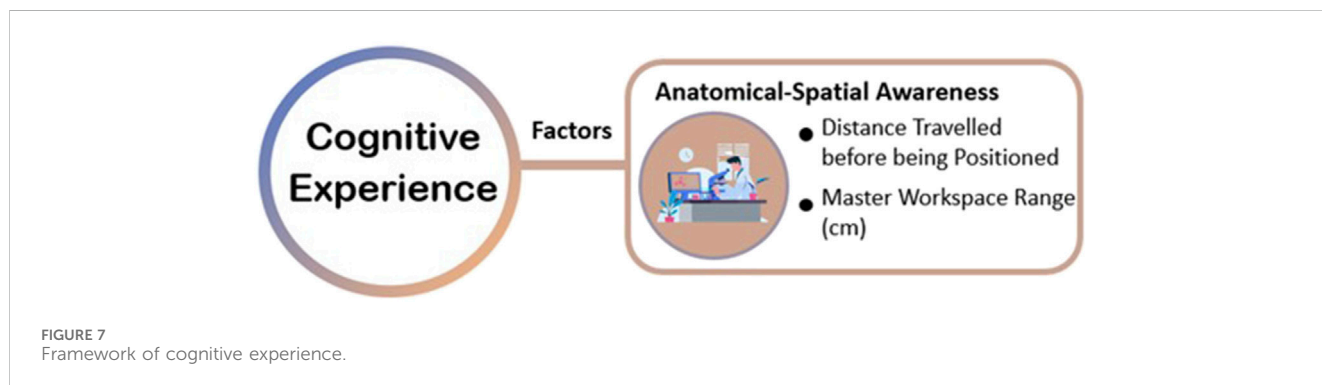 Cognitive
Experience
Factors
Anatomical-Spatial Awareness
● Distance Travelled
before being Positioned
● Master Workspace Range
(cm)
FIGURE 7
Framework of cognitive experience.